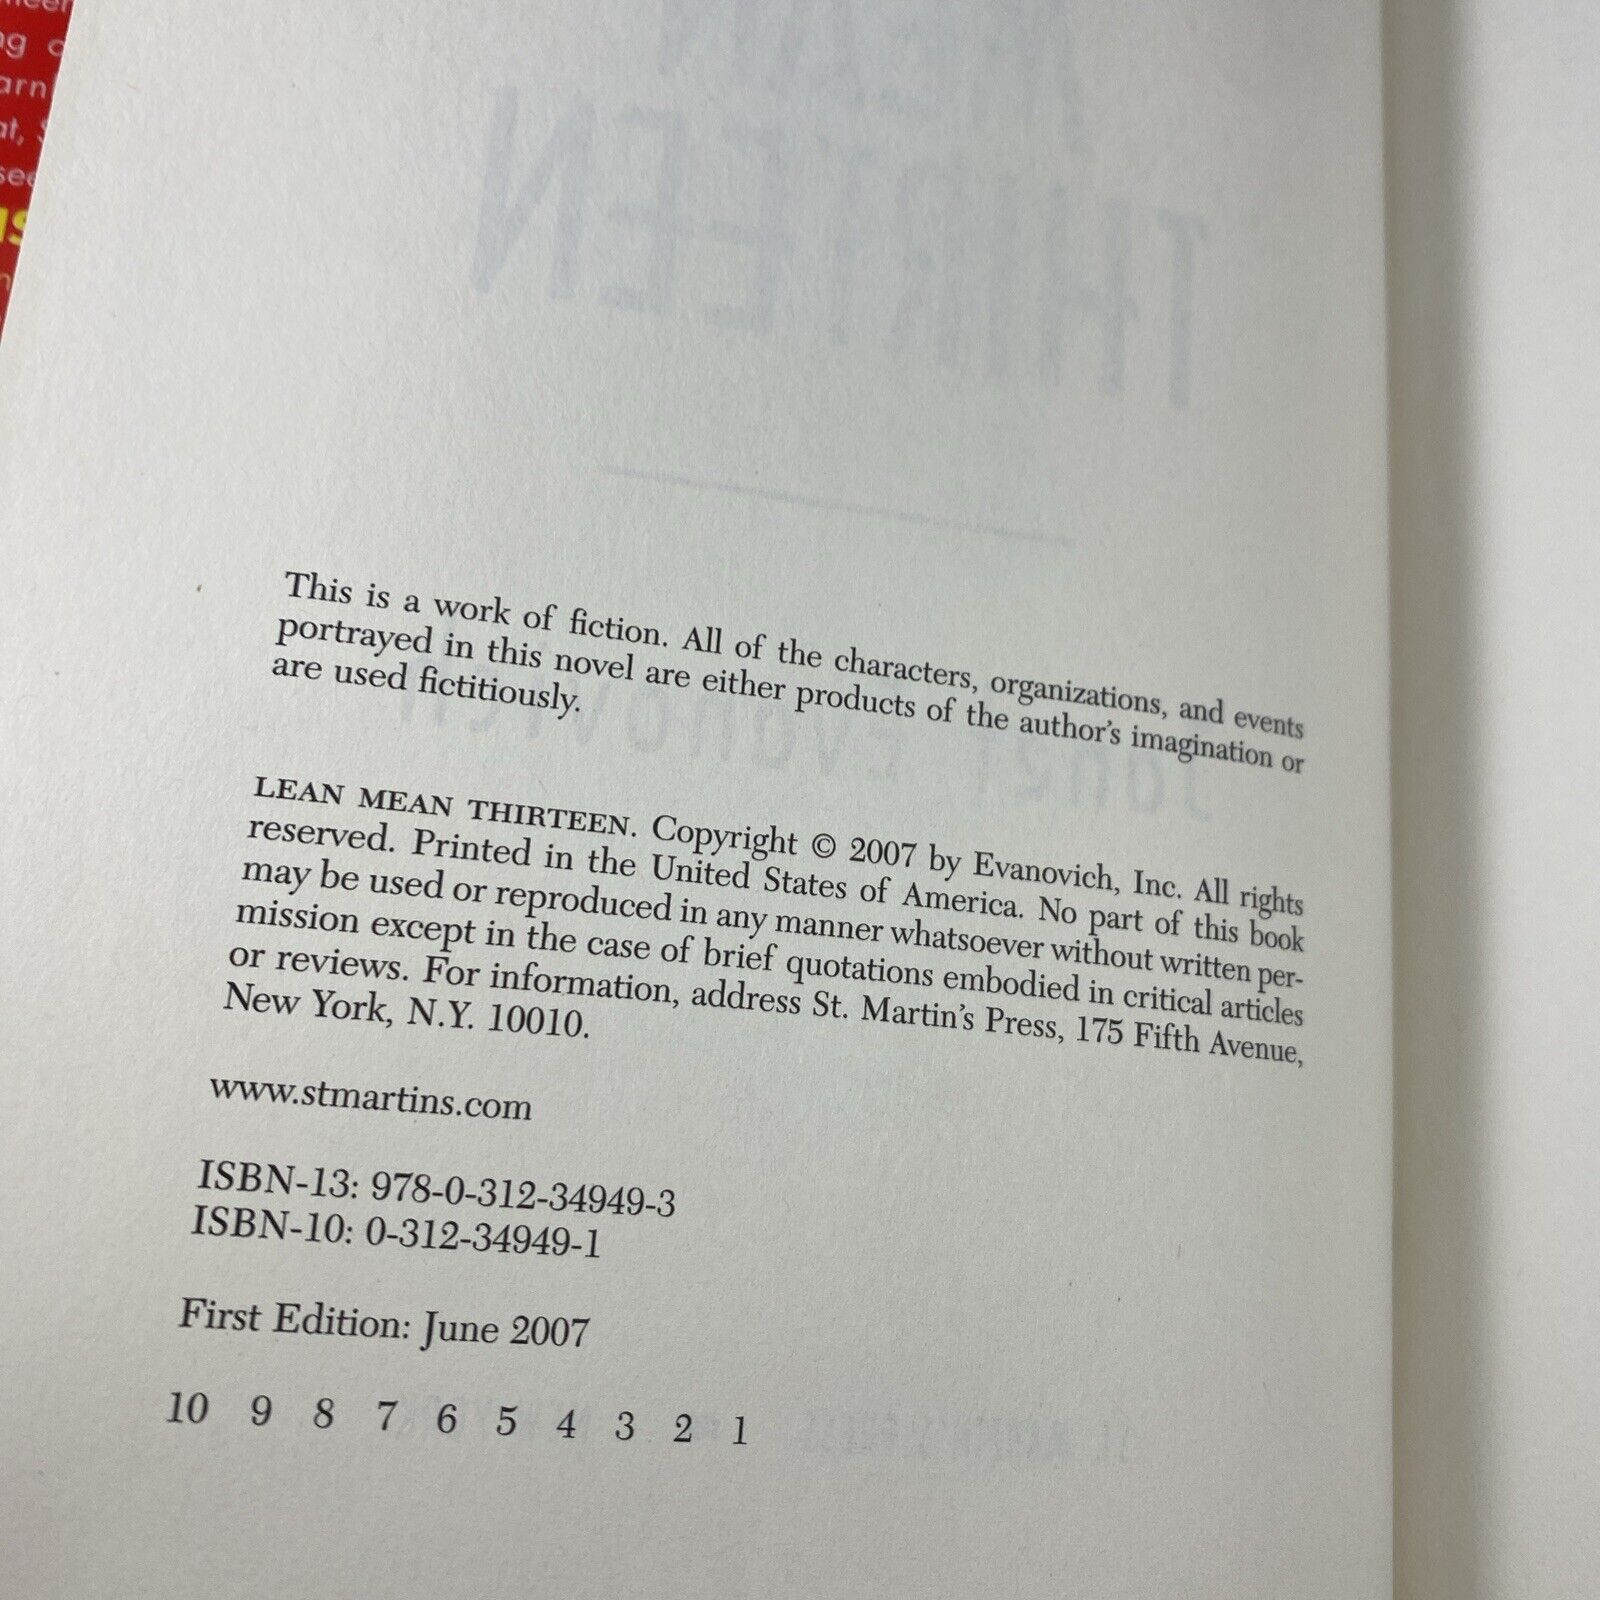 THIRTEEN
This is a work of fiction. All of the characters, organizations, and events
portrayed in this novel are either products of the author's imagination or
are used fictitiously.
Janet Evanovich
LEAN MEAN THIRTEEN. Copyright © 2007 by Evanovich, Inc. All rights
reserved. Printed in the United States of America. No part of this book
may be used or reproduced in any manner whatsoever without written per-
mission except in the case of brief quotations embodied in critical articles
or reviews. For information, address St. Martin's Press, 175 Fifth Avenue,
New York, N.Y. 10010.
www.stmartins.com
ISBN-13: 978-0-312-34949-3
ISBN-10: 0-312-34949-1
First Edition: June 2007
10 9 8 7 6 5 4 3 2 1